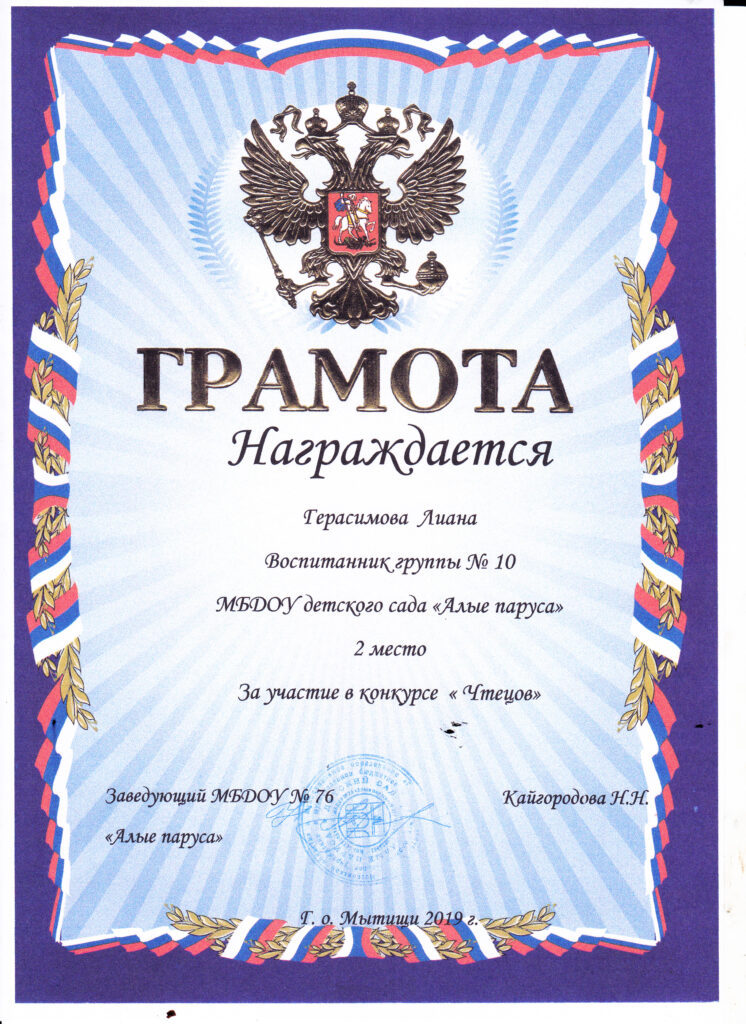 ГРАМОТА
Награждается
Герасимова Лиана
Воспитанник группы № 10
МБДОУ детского сада «Алые паруса»
2 место
За участие в конкурсе « Чтецов»
Заведующий МБДОУ № 76 Кайгородова Н.Н.
«Алые паруса»
Г. о. Мытищи 2019 г.